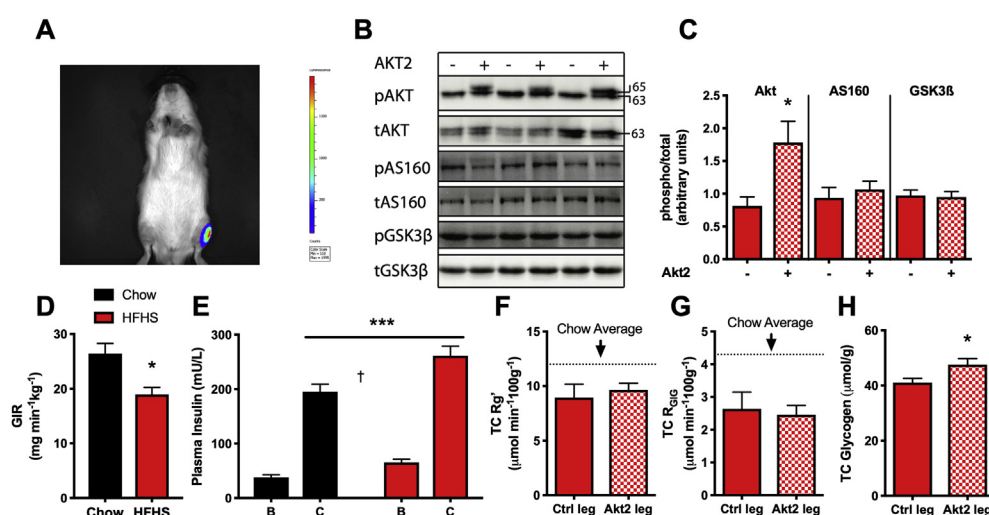 A
B
C
AKT2 - + - + - +
pAKT
65
63
tAKT
63
pAS160
tAS160
pGSK3β
tGSK3β
Akt AS160 GSK3ß
phospho/total
(arbitrary units)
2.5
2.0
1.5
1.0
0.5
0.0
*
Akt2 - + - + - +
D
Chow
HFHS
GIR
(mg min-1kg-1)
30
20
10
0
*
Chow HFHS
E
Plasma Insulin (mU/L)
300
200
100
0
***
†
B C B C
F
TC Rg'
(μmol min-1100g-1)
15
10
5
0
Chow Average
Ctrl leg Akt2 leg
G
TC RGIG
(μmol min-1100g-1)
5
4
3
2
1
0
Chow Average
Ctrl leg Akt2 leg
H
TC Glycogen (μmol/g)
60
40
20
0
*
Ctrl leg Akt2 leg